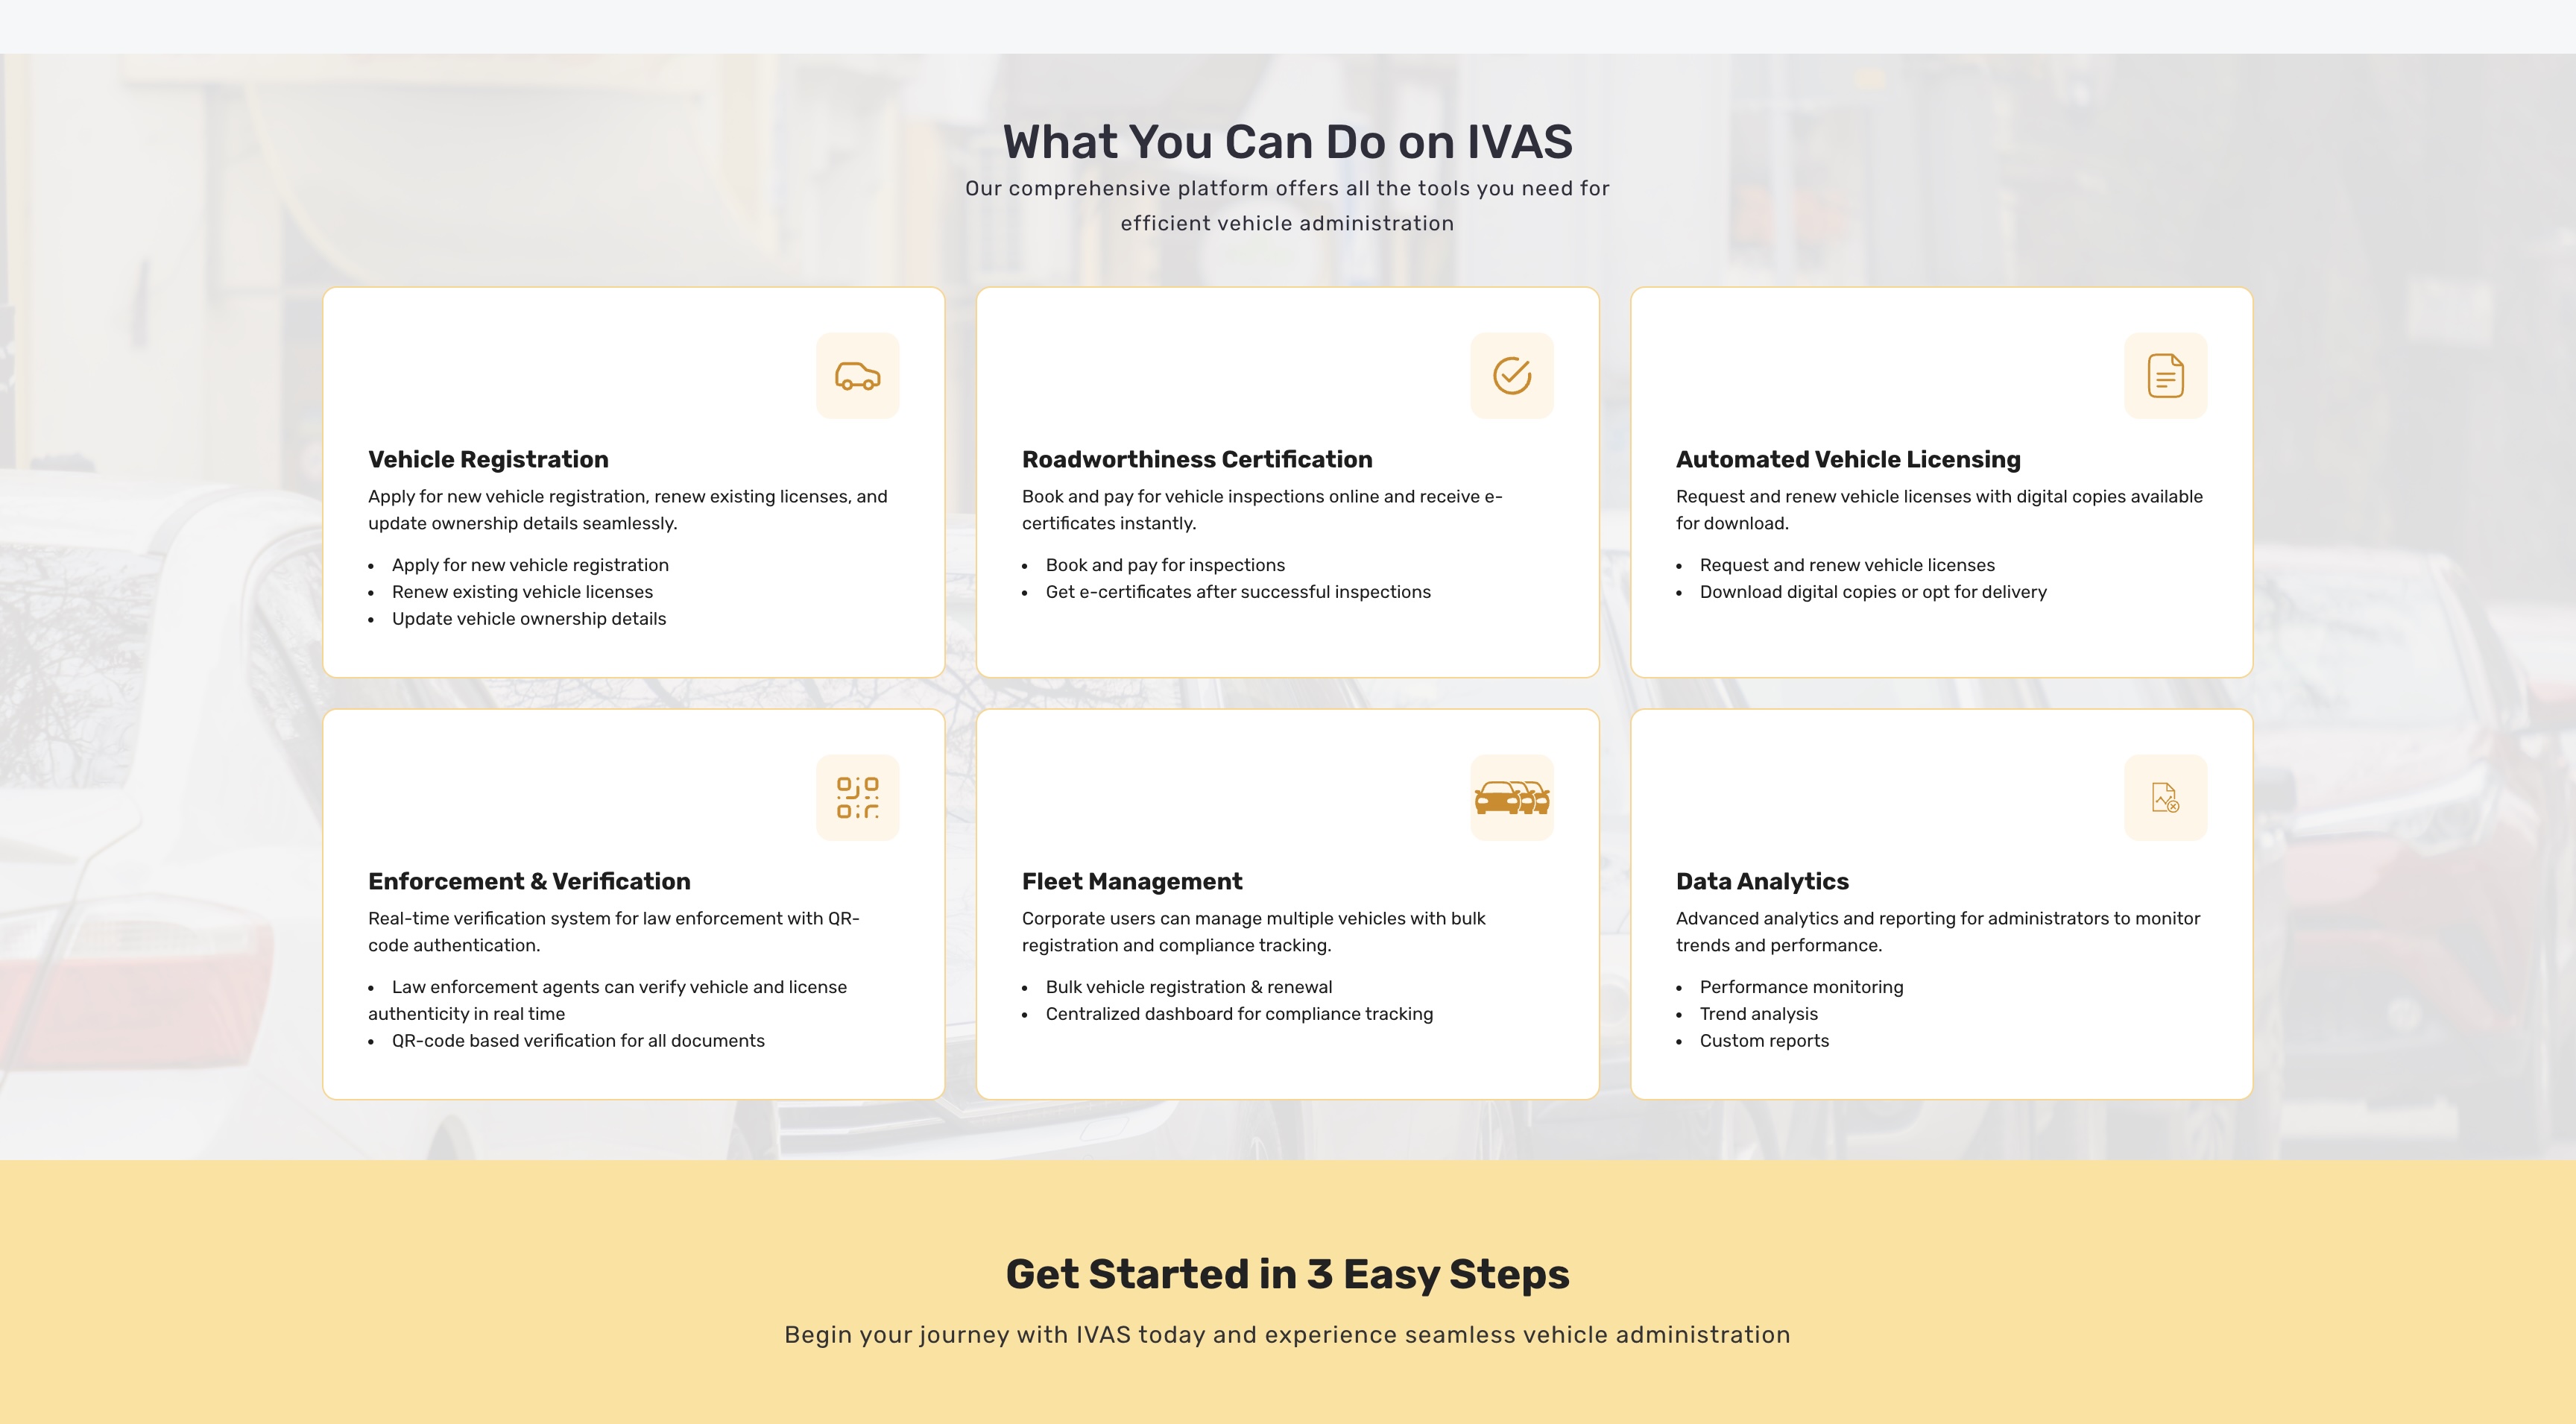 What You Can Do on IVAS
Our comprehensive platform offers all the tools you need for
efficient vehicle administration
Vehicle Registration
Apply for new vehicle registration, renew existing licenses, and
update ownership details seamlessly.
• Apply for new vehicle registration
• Renew existing vehicle licenses
• Update vehicle ownership details
Roadworthiness Certification
Book and pay for vehicle inspections online and receive e-
certificates instantly.
• Book and pay for inspections
• Get e-certificates after successful inspections
Automated Vehicle Licensing
Request and renew vehicle licenses with digital copies available
for download.
• Request and renew vehicle licenses
• Download digital copies or opt for delivery
Enforcement & Verification
Real-time verification system for law enforcement with QR-
code authentication.
• Law enforcement agents can verify vehicle and license
authenticity in real time
• QR-code based verification for all documents
Fleet Management
Corporate users can manage multiple vehicles with bulk
registration and compliance tracking.
• Bulk vehicle registration & renewal
• Centralized dashboard for compliance tracking
Data Analytics
Advanced analytics and reporting for administrators to monitor
trends and performance.
• Performance monitoring
• Trend analysis
• Custom reports
Get Started in 3 Easy Steps
Begin your journey with IVAS today and experience seamless vehicle administration